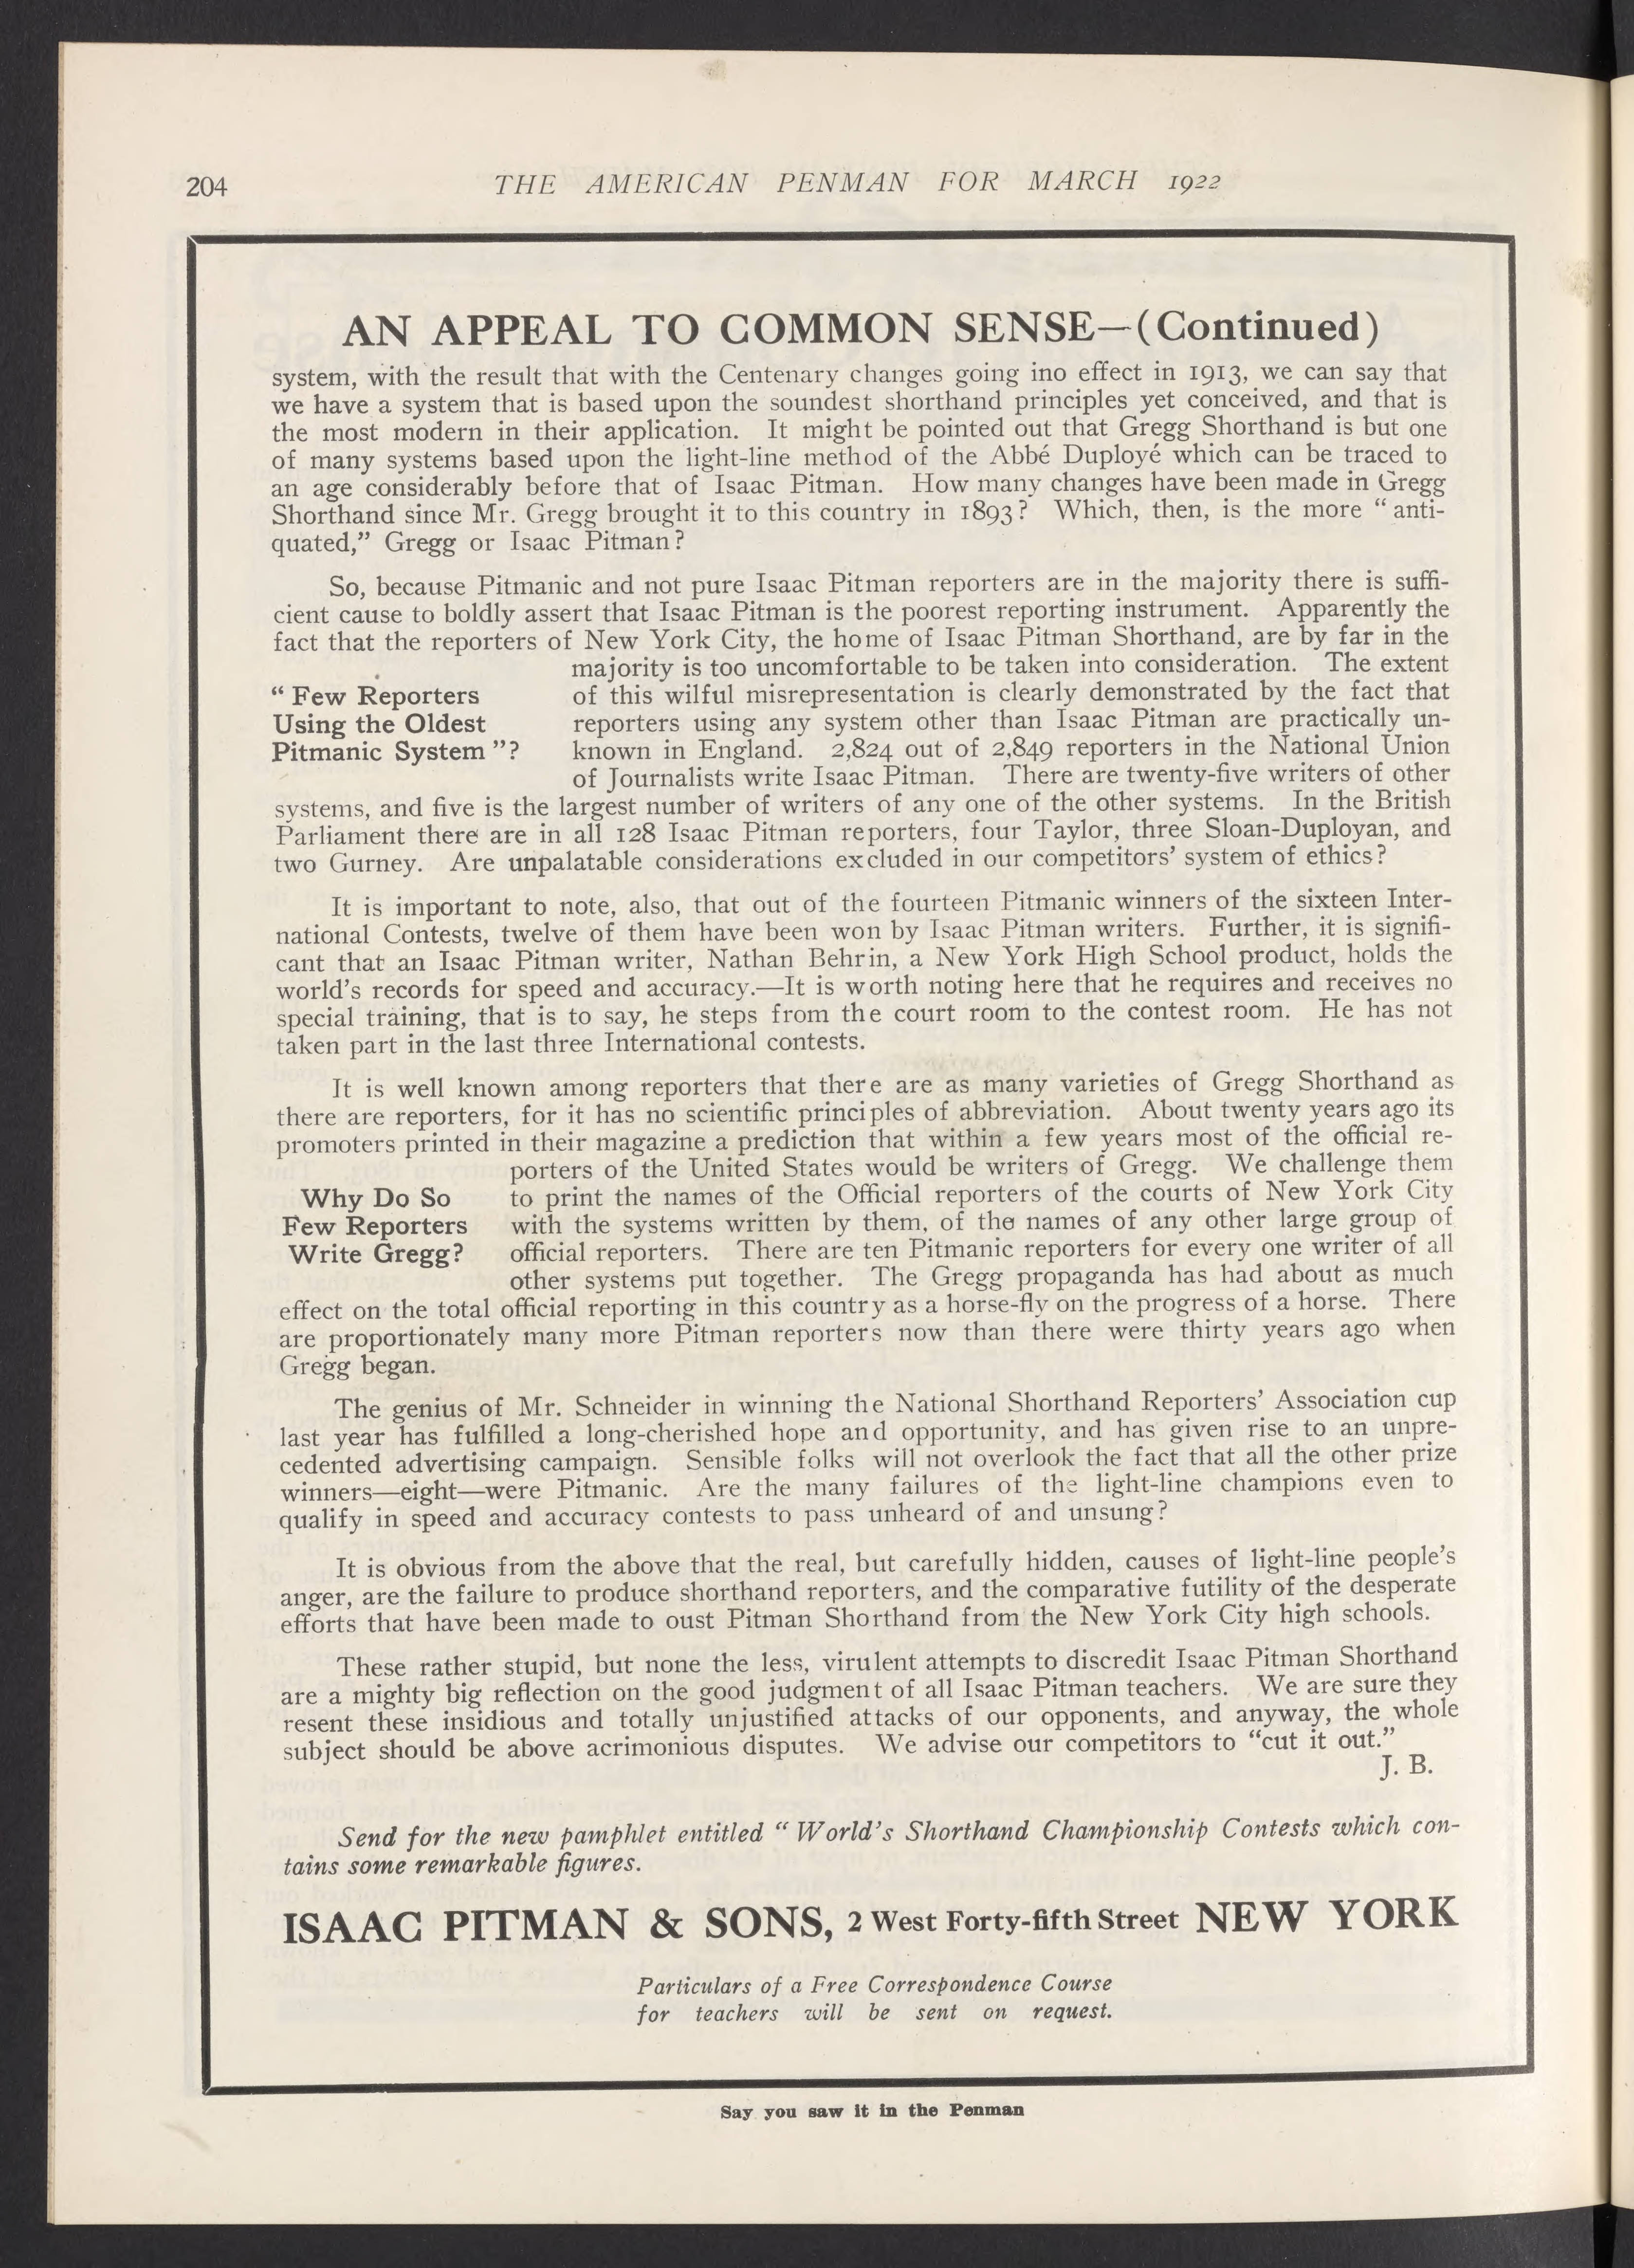 204
THE AMERICAN PENMAN FOR MARCH 1922
AN APPEAL TO COMMON SENSE—(Continued)
system, with the result that with the Centenary changes going ino effect in 1913, we can say that
we have a system that is based upon the soundest shorthand principles yet conceived, and that is
the most modern in their application. It might be pointed out that Gregg Shorthand is but one
of many systems based upon the light-line method of the Abbé Duployé which can be traced to
an age considerably before that of Isaac Pitman. How many changes have been made in Gregg
Shorthand since Mr. Gregg brought it to this country in 1893? Which, then, is the more “anti-
quated,” Gregg or Isaac Pitman?
So, because Pitmanic and not pure Isaac Pitman reporters are in the majority there is suffi-
cient cause to boldly assert that Isaac Pitman is the poorest reporting instrument. Apparently the
fact that the reporters of New York City, the home of Isaac Pitman Shorthand, are by far in the
majority is too uncomfortable to be taken into consideration. The extent
“Few Reporters
Using the Oldest
Pitmanic System”?
of this wilful misrepresentation is clearly demonstrated by the fact that
reporters using any system other than Isaac Pitman are practically un-
known in England. 2,824 out of 2,849 reporters in the National Union
of Journalists write Isaac Pitman. There are twenty-five writers of other
systems, and five is the largest number of writers of any one of the other systems. In the British
Parliament there are in all 128 Isaac Pitman reporters, four Taylor, three Sloan-Duployan, and
two Gurney. Are unpalatable considerations excluded in our competitors’ system of ethics?
It is important to note, also, that out of the fourteen Pitmanic winners of the sixteen Inter-
national Contests, twelve of them have been won by Isaac Pitman writers. Further, it is signifi-
cant that an Isaac Pitman writer, Nathan Behrin, a New York High School product, holds the
world’s records for speed and accuracy.—It is worth noting here that he requires and receives no
special training, that is to say, he steps from the court room to the contest room. He has not
taken part in the last three International contests.
It is well known among reporters that there are as many varieties of Gregg Shorthand as
there are reporters, for it has no scientific principles of abbreviation. About twenty years ago its
promoters printed in their magazine a prediction that within a few years most of the official re-
porters of the United States would be writers of Gregg. We challenge them
Why Do So
Few Reporters
Write Gregg?
to print the names of the Official reporters of the courts of New York City
with the systems written by them, of the names of any other large group of
official reporters. There are ten Pitmanic reporters for every one writer of all
other systems put together. The Gregg propaganda has had about as much
effect on the total official reporting in this country as a horse-fly on the progress of a horse. There
are proportionately many more Pitman reporters now than there were thirty years ago when
Gregg began.
The genius of Mr. Schneider in winning the National Shorthand Reporters’ Association cup
last year has fulfilled a long-cherished hope and opportunity, and has given rise to an unpre-
cedented advertising campaign. Sensible folks will not overlook the fact that all the other prize
winners—eight—were Pitmanic. Are the many failures of the light-line champions even to
qualify in speed and accuracy contests to pass unheard of and unsung?
It is obvious from the above that the real, but carefully hidden, causes of light-line people’s
anger, are the failure to produce shorthand reporters, and the comparative futility of the desperate
efforts that have been made to oust Pitman Shorthand from the New York City high schools.
These rather stupid, but none the less, virulent attempts to discredit Isaac Pitman Shorthand
are a mighty big reflection on the good judgment of all Isaac Pitman teachers. We are sure they
resent these insidious and totally unjustified attacks of our opponents, and anyway, the whole
subject should be above acrimonious disputes. We advise our competitors to “cut it out.”
J. B.
Send for the new pamphlet entitled “World’s Shorthand Championship Contests which con-
tains some remarkable figures.
ISAAC PITMAN & SONS, 2 West Forty-fifth Street NEW YORK
Particulars of a Free Correspondence Course
for teachers will be sent on request.
Say you saw it in the Penman